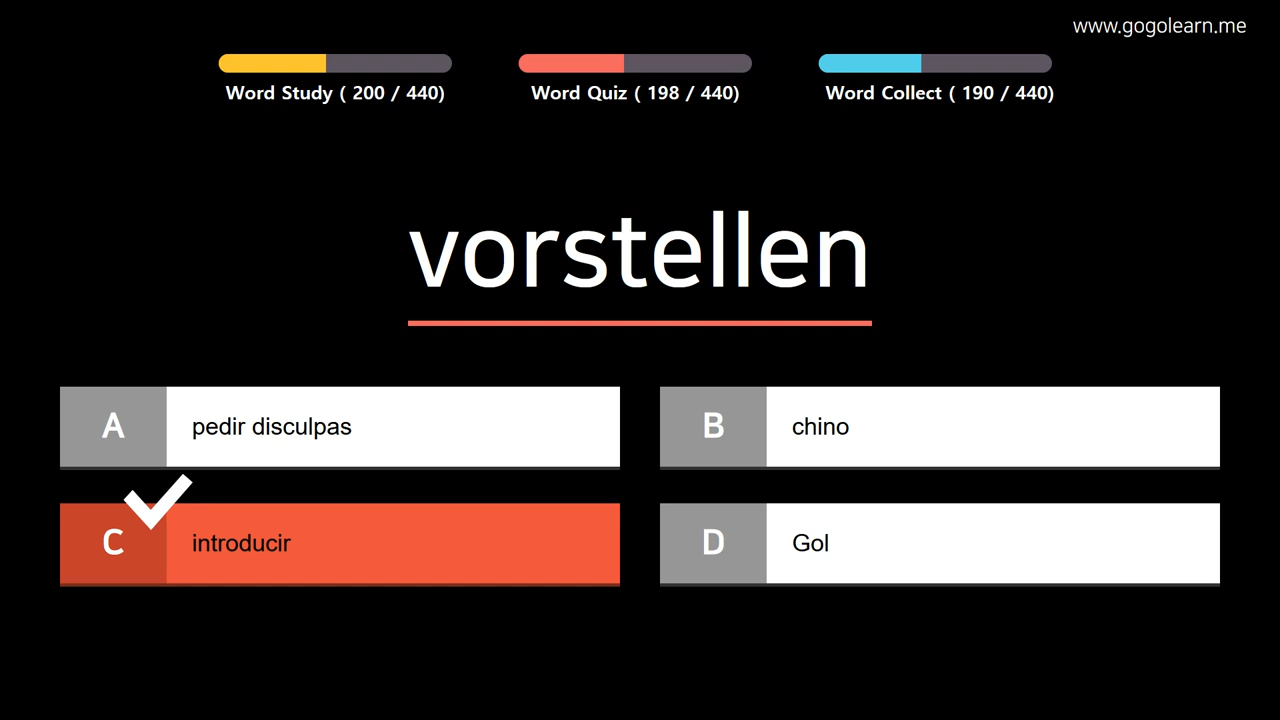 www.gogolearn.me
Word Study ( 200 / 440)
Word Quiz ( 198 / 440)
Word Collect ( 190 / 440)
vorstellen
A pedir disculpas
B chino
C introducir
D Gol